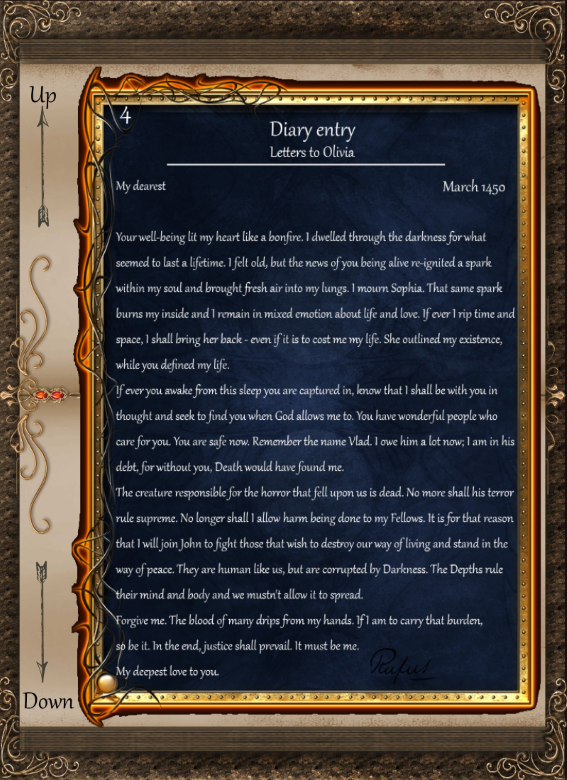 Up
4
Diary entry
Letters to Olivia
My dearest
March 1450
Your well-being lit my heart like a bonfire. I dwelled through the darkness for what
seemed to last a lifetime. I felt old, but the news of you being alive re-ignited a spark
within my soul and brought fresh air into my lungs. I mourn Sophia. That same spark
burns my inside and I remain in mixed emotion about life and love. If ever I rip time and
space, I shall bring her back - even if it is to cost me my life. She outlined my existence,
while you defined my life.
If ever you awake from this sleep you are captured in, know that I shall be with you in
thought and seek to find you when God allows me to. You have wonderful people who
care for you. You are safe now. Remember the name Vlad. I owe him a lot now; I am in his
debt, for without you, Death would have found me.
The creature responsible for the horror that fell upon us is dead. No more shall his terror
rule supreme. No longer shall I allow harm being done to my Fellows. It is for that reason
that I will join John to fight those that wish to destroy our way of living and stand in the
way of peace. They are human like us, but are corrupted by Darkness. The Depths rule
their mind and body and we mustn't allow it to spread.
Forgive me. The blood of many drips from my hands. If I am to carry that burden,
so be it. In the end, justice shall prevail. It must be me.
My deepest love to you.
Rufus
Down